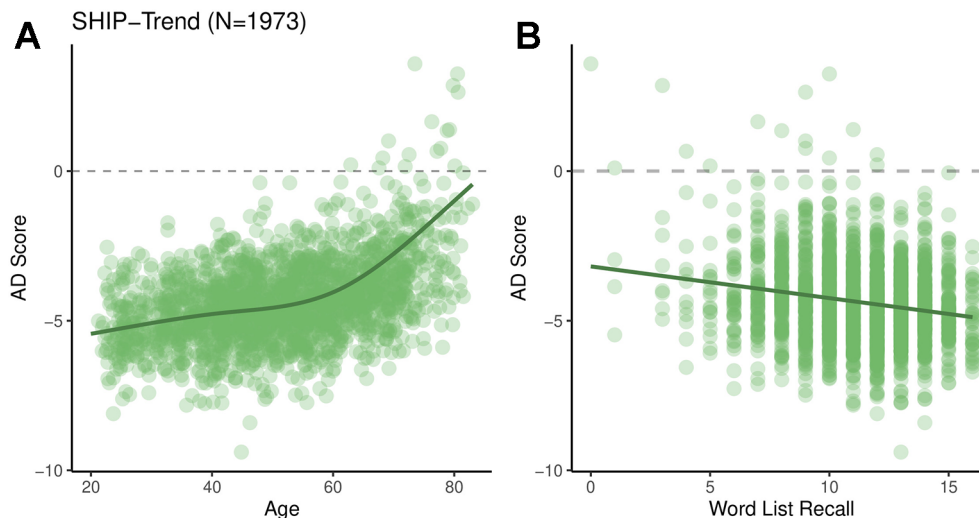 A
SHIP−Trend (N=1973)
AD Score
0
−5
−10
20
40
60
80
Age
B
AD Score
0
−5
−10
0
5
10
15
Word List Recall